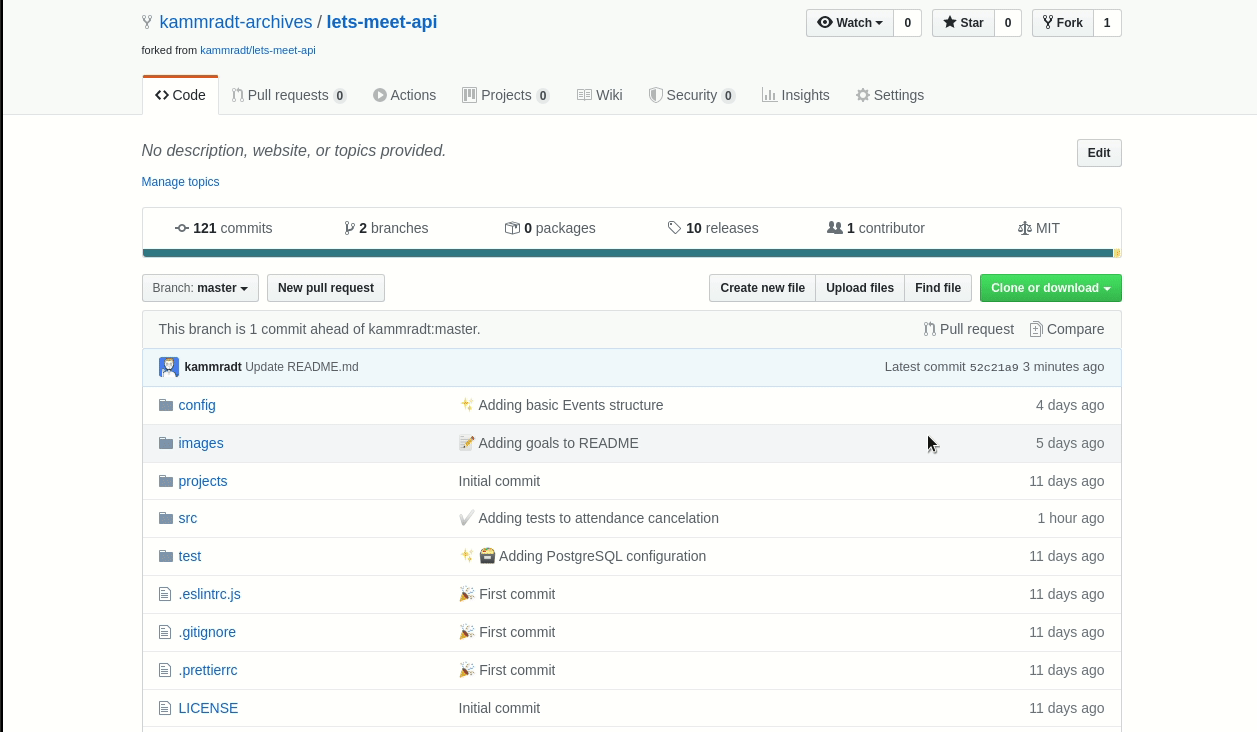 kammradt-archives / lets-meet-api
Watch 0 Star 0 Fork 1
forked from kammradt/lets-meet-api
Code Pull requests 0 Actions Projects 0 Wiki Security 0 Insights Settings
No description, website, or topics provided.
Edit
Manage topics
121 commits 2 branches 0 packages 10 releases 1 contributor MIT
Branch: master New pull request Create new file Upload files Find file Clone or download
This branch is 1 commit ahead of kammradt:master. Pull request Compare
kammradt Update README.md Latest commit 52c21a9 3 minutes ago
config ✨ Adding basic Events structure 4 days ago
images 📝 Adding goals to README 5 days ago
projects Initial commit 11 days ago
src ✔️ Adding tests to attendance cancelation 1 hour ago
test ✨ 🗃 Adding PostgreSQL configuration 11 days ago
.eslintrc.js 🎉 First commit 11 days ago
.gitignore 🎉 First commit 11 days ago
.prettierrc 🎉 First commit 11 days ago
LICENSE Initial commit 11 days ago